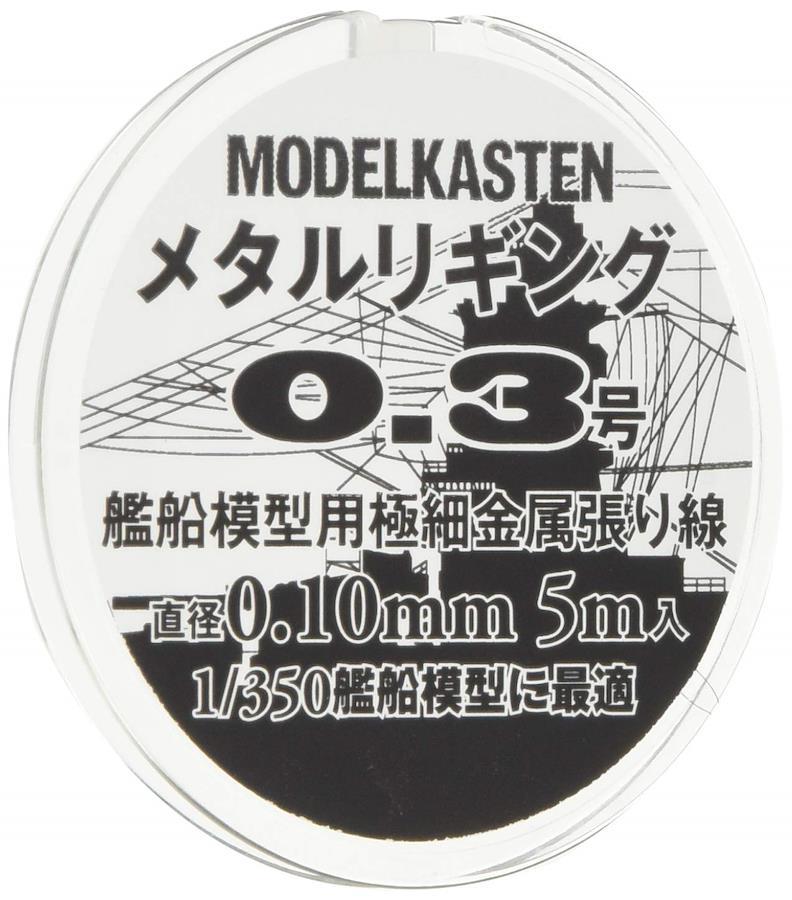 MODELKASTEN
メタルリギング
0.3号
艦船模型用極細金属張り線
直径0.10mm 5m入
1/350艦船模型に最適